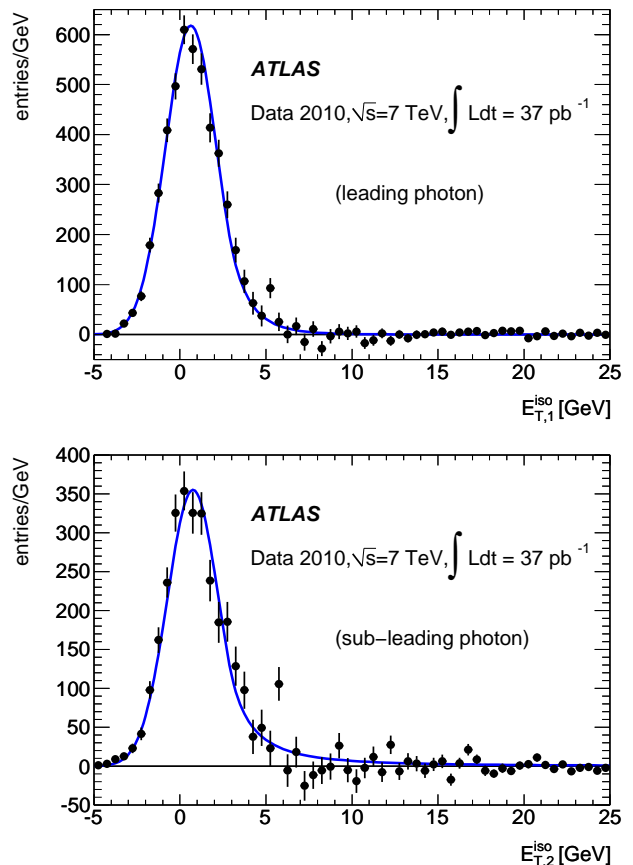 entries/GeV
600
500
400
300
200
100
0
ATLAS
Data 2010,√s=7 TeV,∫ Ldt = 37 pb⁻¹
(leading photon)
-5 0 5 10 15 20 25
E_{T,1}^{iso} [GeV]
entries/GeV
400
350
300
250
200
150
100
50
0
-50
ATLAS
Data 2010,√s=7 TeV,∫ Ldt = 37 pb⁻¹
(sub−leading photon)
-5 0 5 10 15 20 25
E_{T,2}^{iso} [GeV]